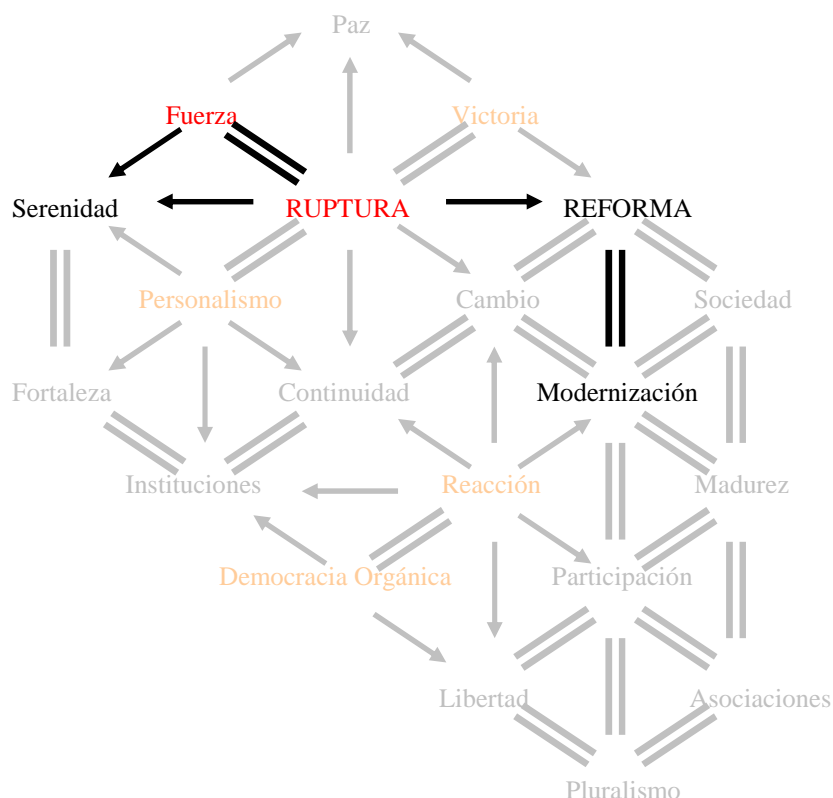 Paz
Fuerza
Victoria
Serenidad
RUPTURA
REFORMA
Personalismo
Cambio
Sociedad
Fortaleza
Continuidad
Modernización
Instituciones
Reacción
Madurez
Democracia Orgánica
Participación
Libertad
Asociaciones
Pluralismo